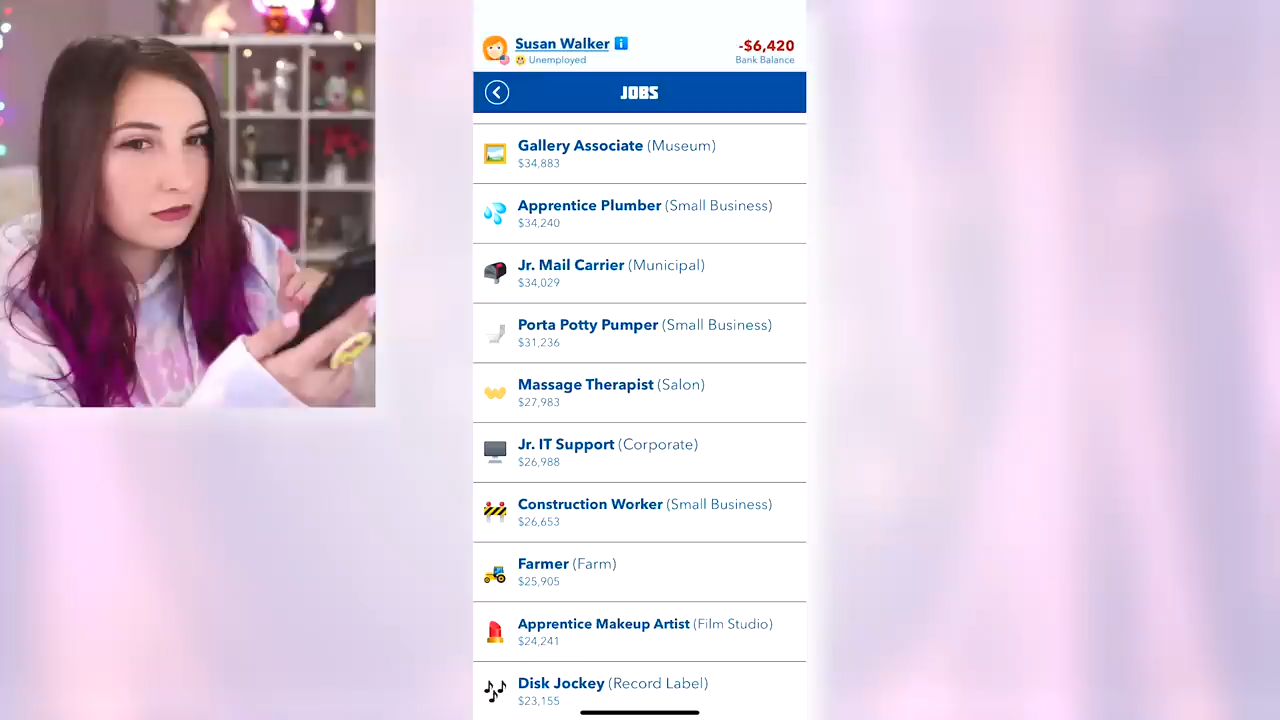 Susan Walker
Unemployed
-$6,420
Bank Balance
JOBS
Gallery Associate (Museum)
$34,883
Apprentice Plumber (Small Business)
$34,240
Jr. Mail Carrier (Municipal)
$34,029
Porta Potty Pumper (Small Business)
$31,236
Massage Therapist (Salon)
$27,983
Jr. IT Support (Corporate)
$26,988
Construction Worker (Small Business)
$26,653
Farmer (Farm)
$25,905
Apprentice Makeup Artist (Film Studio)
$24,241
Disk Jockey (Record Label)
$23,155